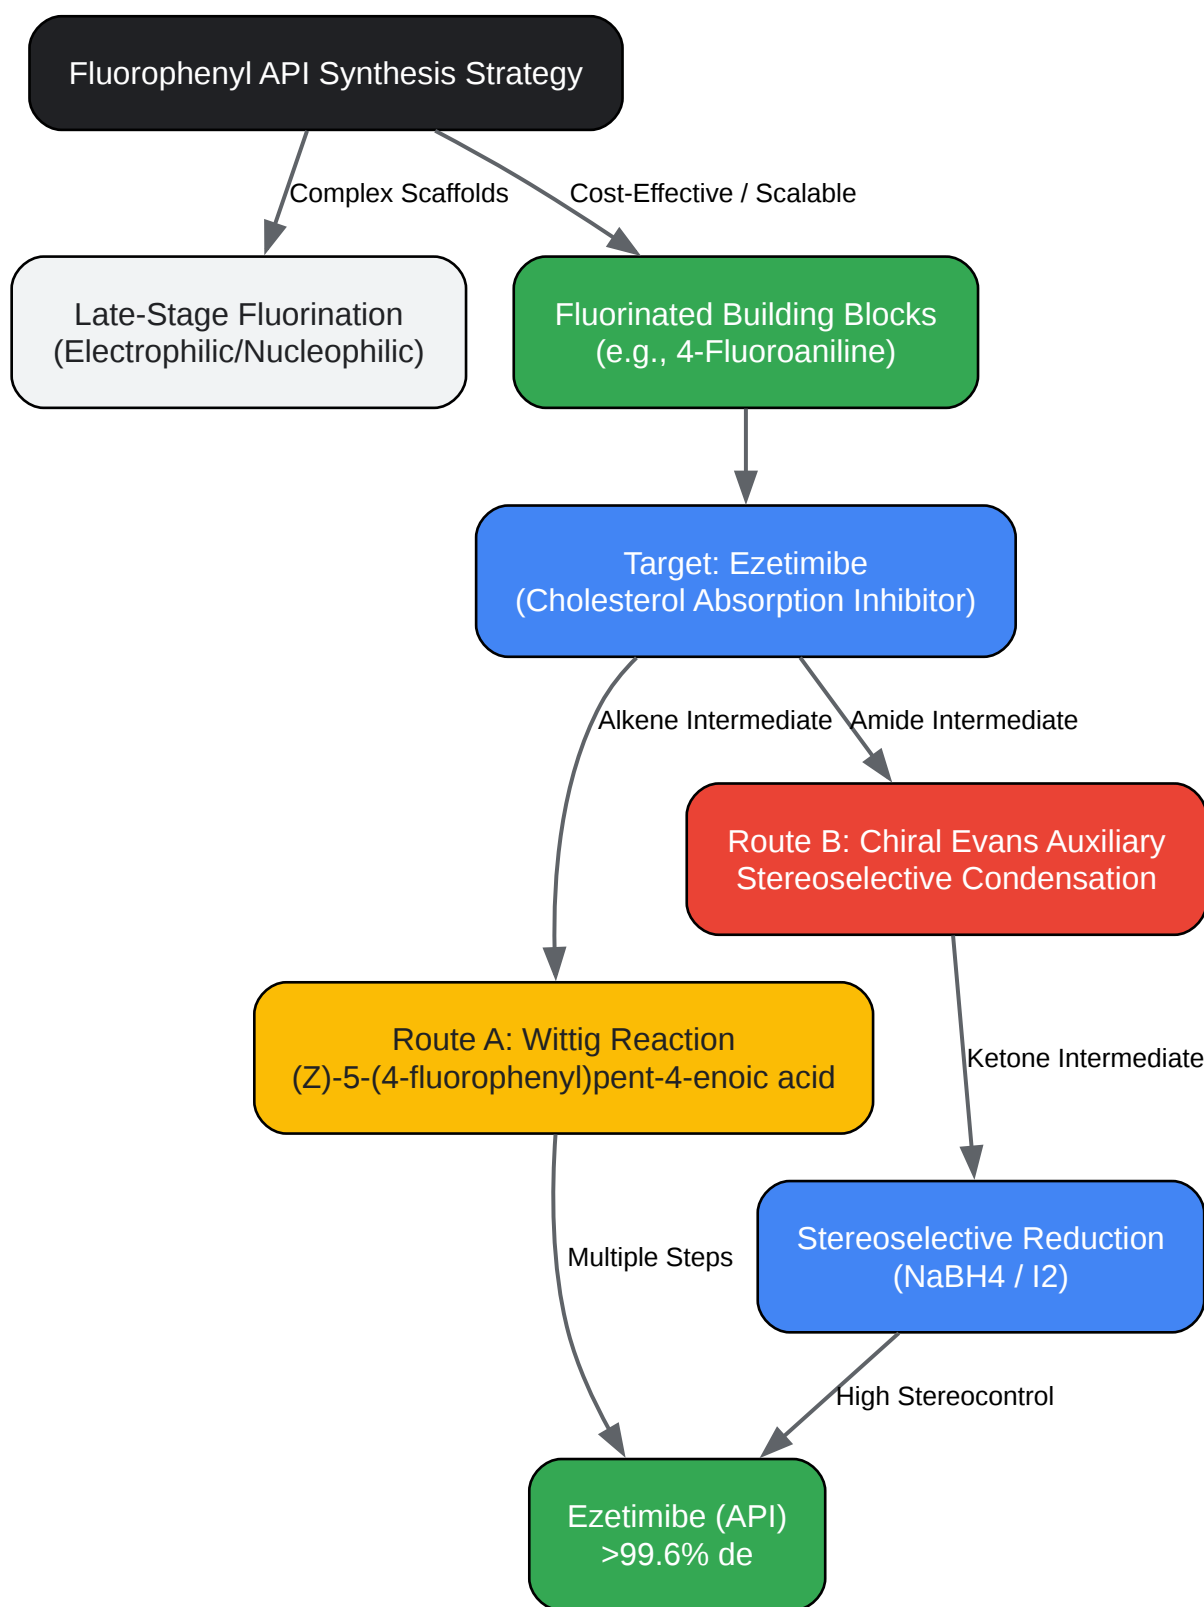 Fluorophenyl API Synthesis Strategy
Complex Scaffolds
Cost-Effective / Scalable
Late-Stage Fluorination
(Electrophilic/Nucleophilic)
Fluorinated Building Blocks
(e.g., 4-Fluoroaniline)
Target: Ezetimibe
(Cholesterol Absorption Inhibitor)
Alkene Intermediate
Amide Intermediate
Route B: Chiral Evans Auxiliary
Stereoselective Condensation
Route A: Wittig Reaction
(Z)-5-(4-fluorophenyl)pent-4-enoic acid
Ketone Intermediate
Stereoselective Reduction
(NaBH4 / I2)
Multiple Steps
High Stereocontrol
Ezetimibe (API)
>99.6% de